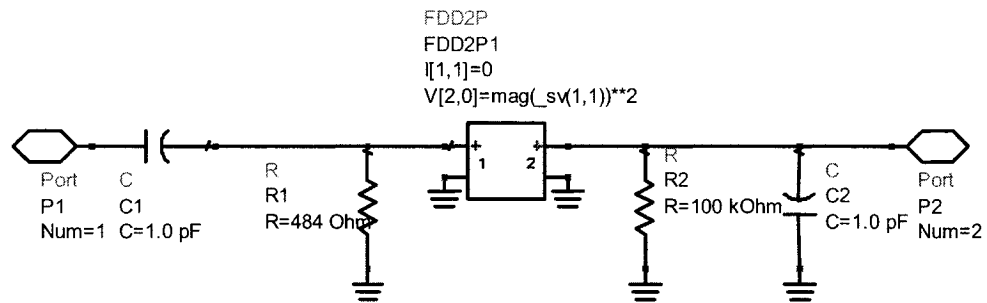 FDD2P
FDD2P1
I[1,1]=0
V[2,0]=mag(_sv(1,1))**2
+ 1
+ 2
Port
P1
Num=1
C
C1
C=1.0 pF
R
R1
R=484 Ohm
R
R2
R=100 kOhm
C
C2
C=1.0 pF
Port
P2
Num=2